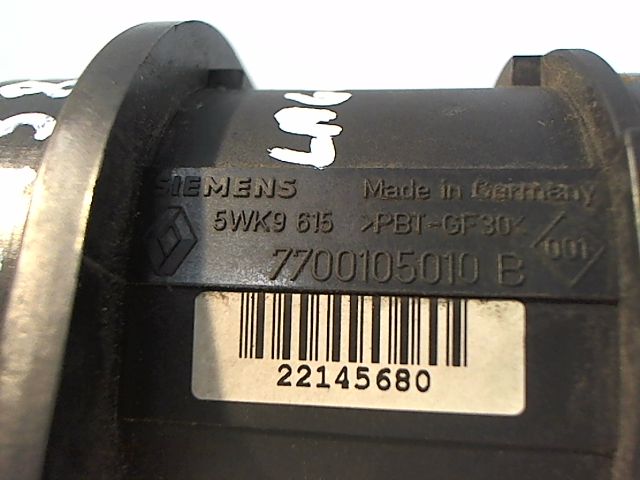 SIEMENS Made in Germany
5WK9 615 >PBT-GF30< 001
7700105010 B
22145680